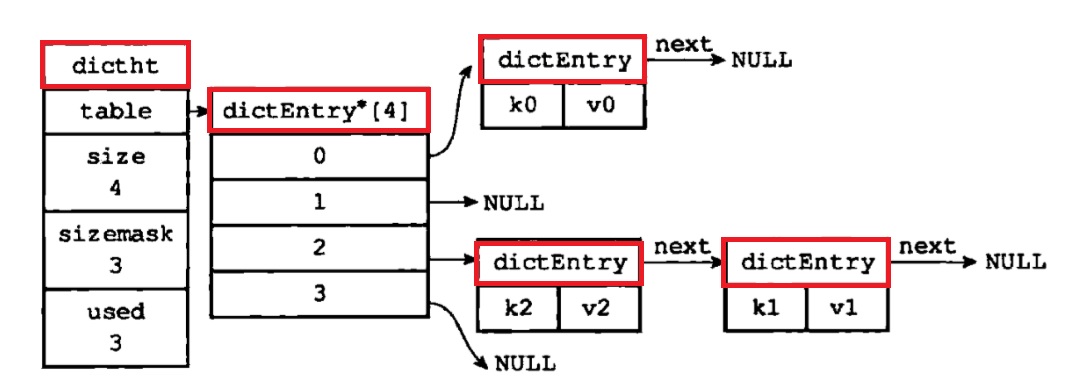 dictht
table
size
4
sizemask
3
used
3
dictEntry*[4]
0
1
2
3
dictEntry
k0 v0
next
NULL
NULL
dictEntry
k2 v2
next
dictEntry
k1 v1
next
NULL
NULL